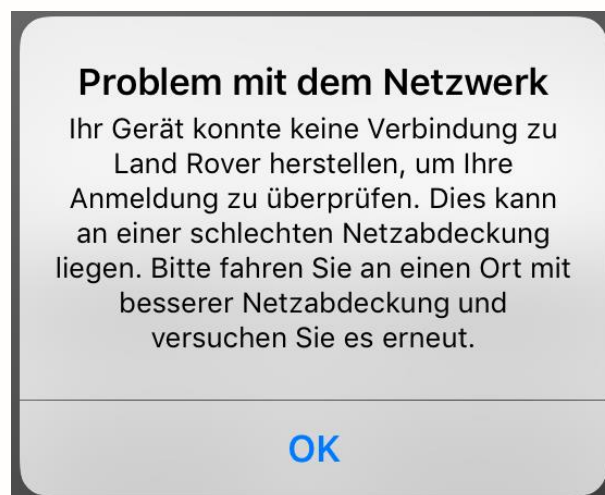 Problem mit dem Netzwerk
Ihr Gerät konnte keine Verbindung zu
Land Rover herstellen, um Ihre
Anmeldung zu überprüfen. Dies kann
an einer schlechten Netzabdeckung
liegen. Bitte fahren Sie an einen Ort mit
besserer Netzabdeckung und
versuchen Sie es erneut.
OK